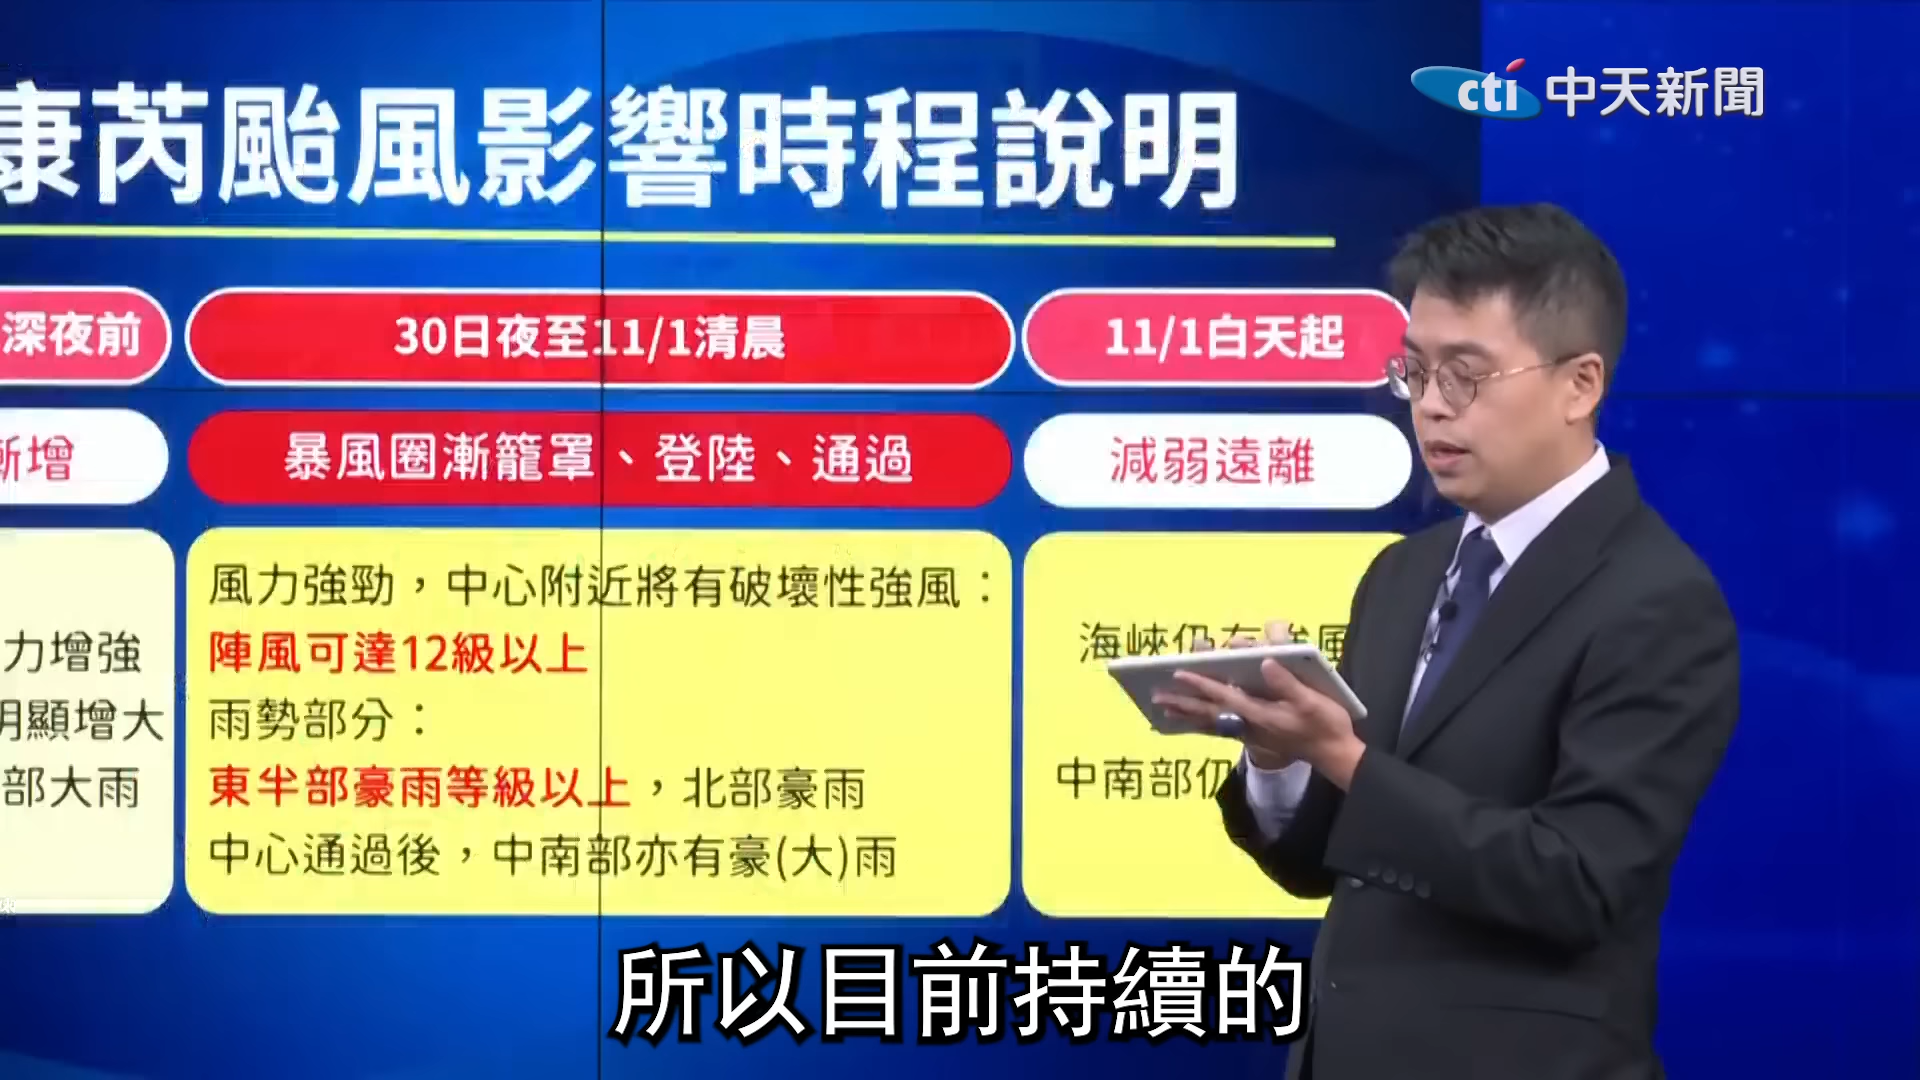 cti 中天新聞
康芮颱風影響時程說明
深夜前
30日夜至11/1清晨
11/1白天起
漸增
暴風圈漸籠罩、登陸、通過
減弱遠離
力增強
明顯增大
部大雨
風力強勁，中心附近將有破壞性強風：
陣風可達12級以上
雨勢部分：
東半部豪雨等級以上，北部豪雨
中心通過後，中南部亦有豪(大)雨
海峽仍有強風
中南部仍
所以目前持續的